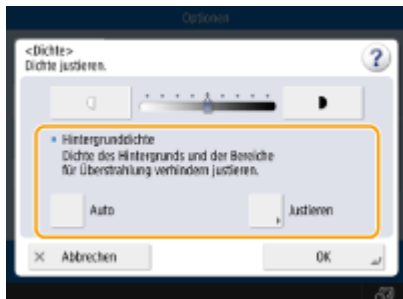 Optionen
<Dichte>
Dichte justieren.
?
Hintergrunddichte
Dichte des Hintergrunds und der Bereiche
für Überstrahlung verhindern justieren.
Auto
Justieren
× Abbrechen
OK